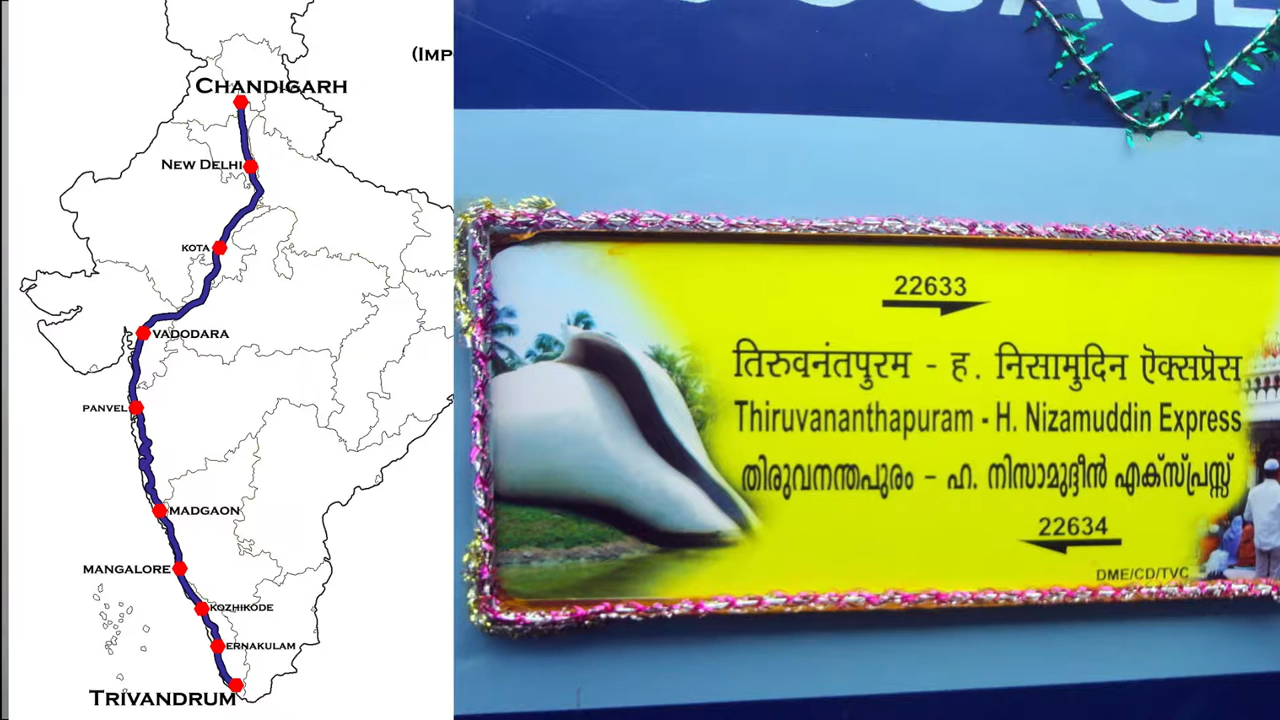 (IMP
CHANDIGARH
NEW DELHI
KOTA
VADODARA
PANVEL
MADGAON
MANGALORE
KOZHIKODE
ERNAKULAM
TRIVANDRUM
22633
तिरुवनंतपुरम - ह. निसामुदिन ऎक्सप्रॆस
Thiruvananthapuram - H. Nizamuddin Express
തിരുവനന്തപുരം - ഹ. നിസാമുദ്ദീൻ എക്സ്പ്രസ്സ്
22634
DME/CD/TVC